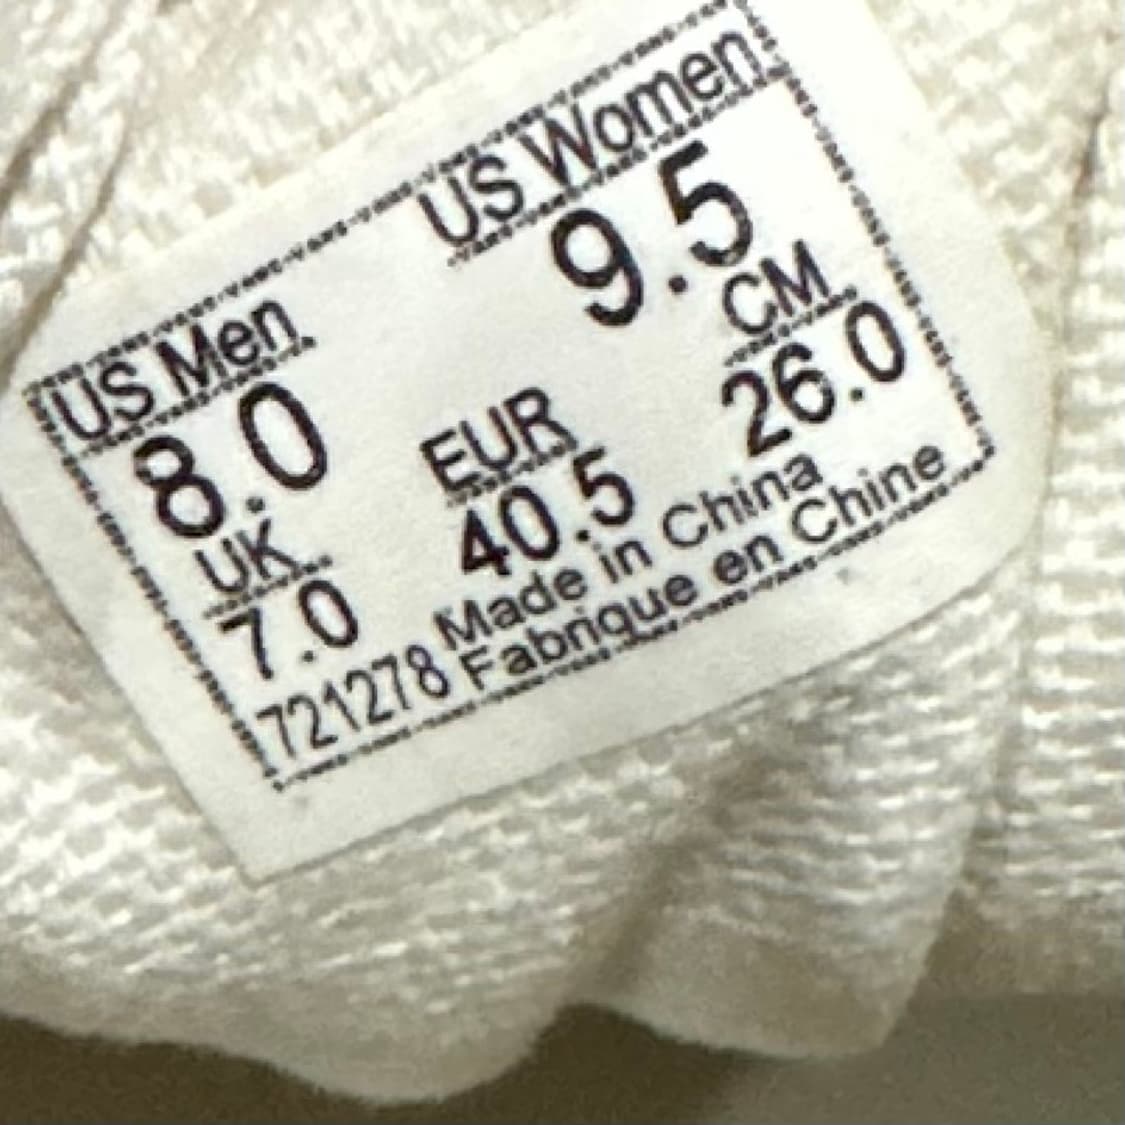 US Men US Women
8.0 9.5
UK EUR CM
7.0 40.5 26.0
721278 Made in China
Fabrique en Chine